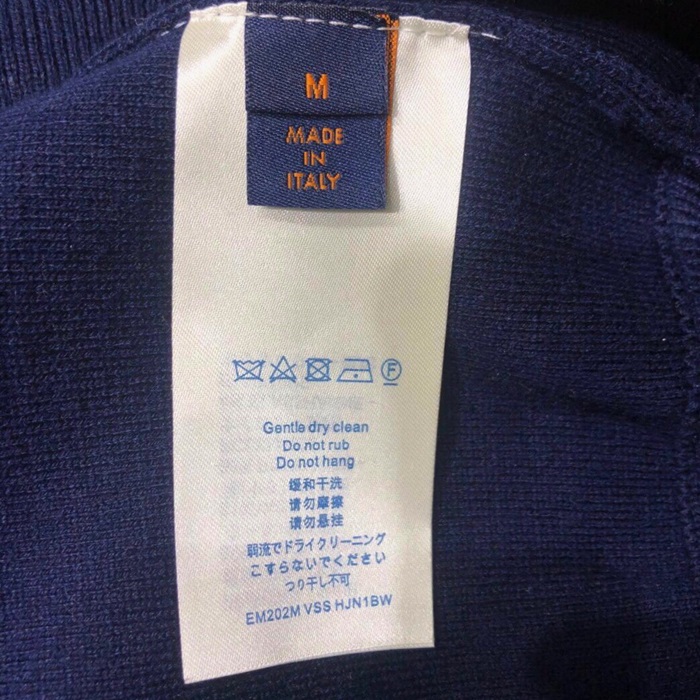 M
MADE
IN
ITALY
F
Gentle dry clean
Do not rub
Do not hang
缓和干洗
请勿摩擦
请勿悬挂
弱流でドライクリーニング
こすらないでください
つり干し不可
EM202M VSS HJN1BW